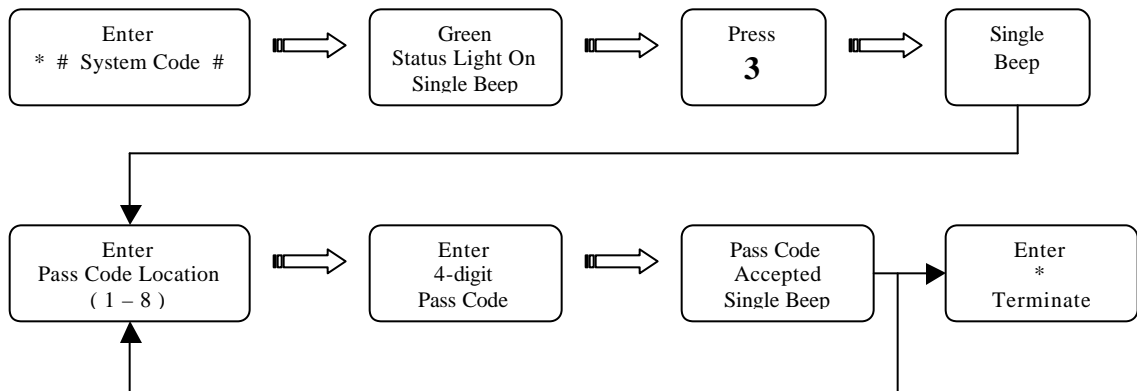 Enter
* # System Code #
Green
Status Light On
Single Beep
Press
3
Single
Beep
Enter
Pass Code Location
( 1 – 8 )
Enter
4-digit
Pass Code
Pass Code
Accepted
Single Beep
Enter
*
Terminate